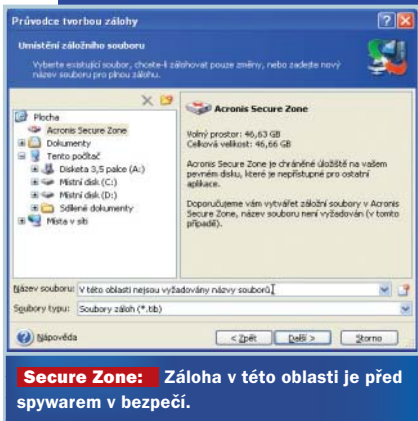 Průvodce tvorbou zálohy
Umístění záložního souboru
Vyberte existující soubor, chcete-li zálohovat pouze změny, nebo zadejte nový
název souboru pro plnou zálohu.
Plocha
Acronis Secure Zone
Dokumenty
Tento počítač
Disketa 3,5 palce (A:)
Místní disk (C:)
Místní disk (D:)
Sdílené dokumenty
Místa v síti
Acronis Secure Zone
Volný prostor: 46,63 GB
Celková velikost: 46,66 GB
Acronis Secure Zone je chráněné úložiště na vašem
pevném disku, které je nepřístupné pro ostatní
aplikace.
Doporučujeme vám vytvářet záložní soubory v Acronis
Secure Zone, název souboru není vyžadován (v tomto
případě).
Název souboru: V této oblasti nejsou vyžadovány názvy souborů.
Soubory typu: Soubory záloh (*.tib)
Nápověda
< Zpět
Další >
Storno
Secure Zone: Záloha v této oblasti je před
spywarem v bezpečí.